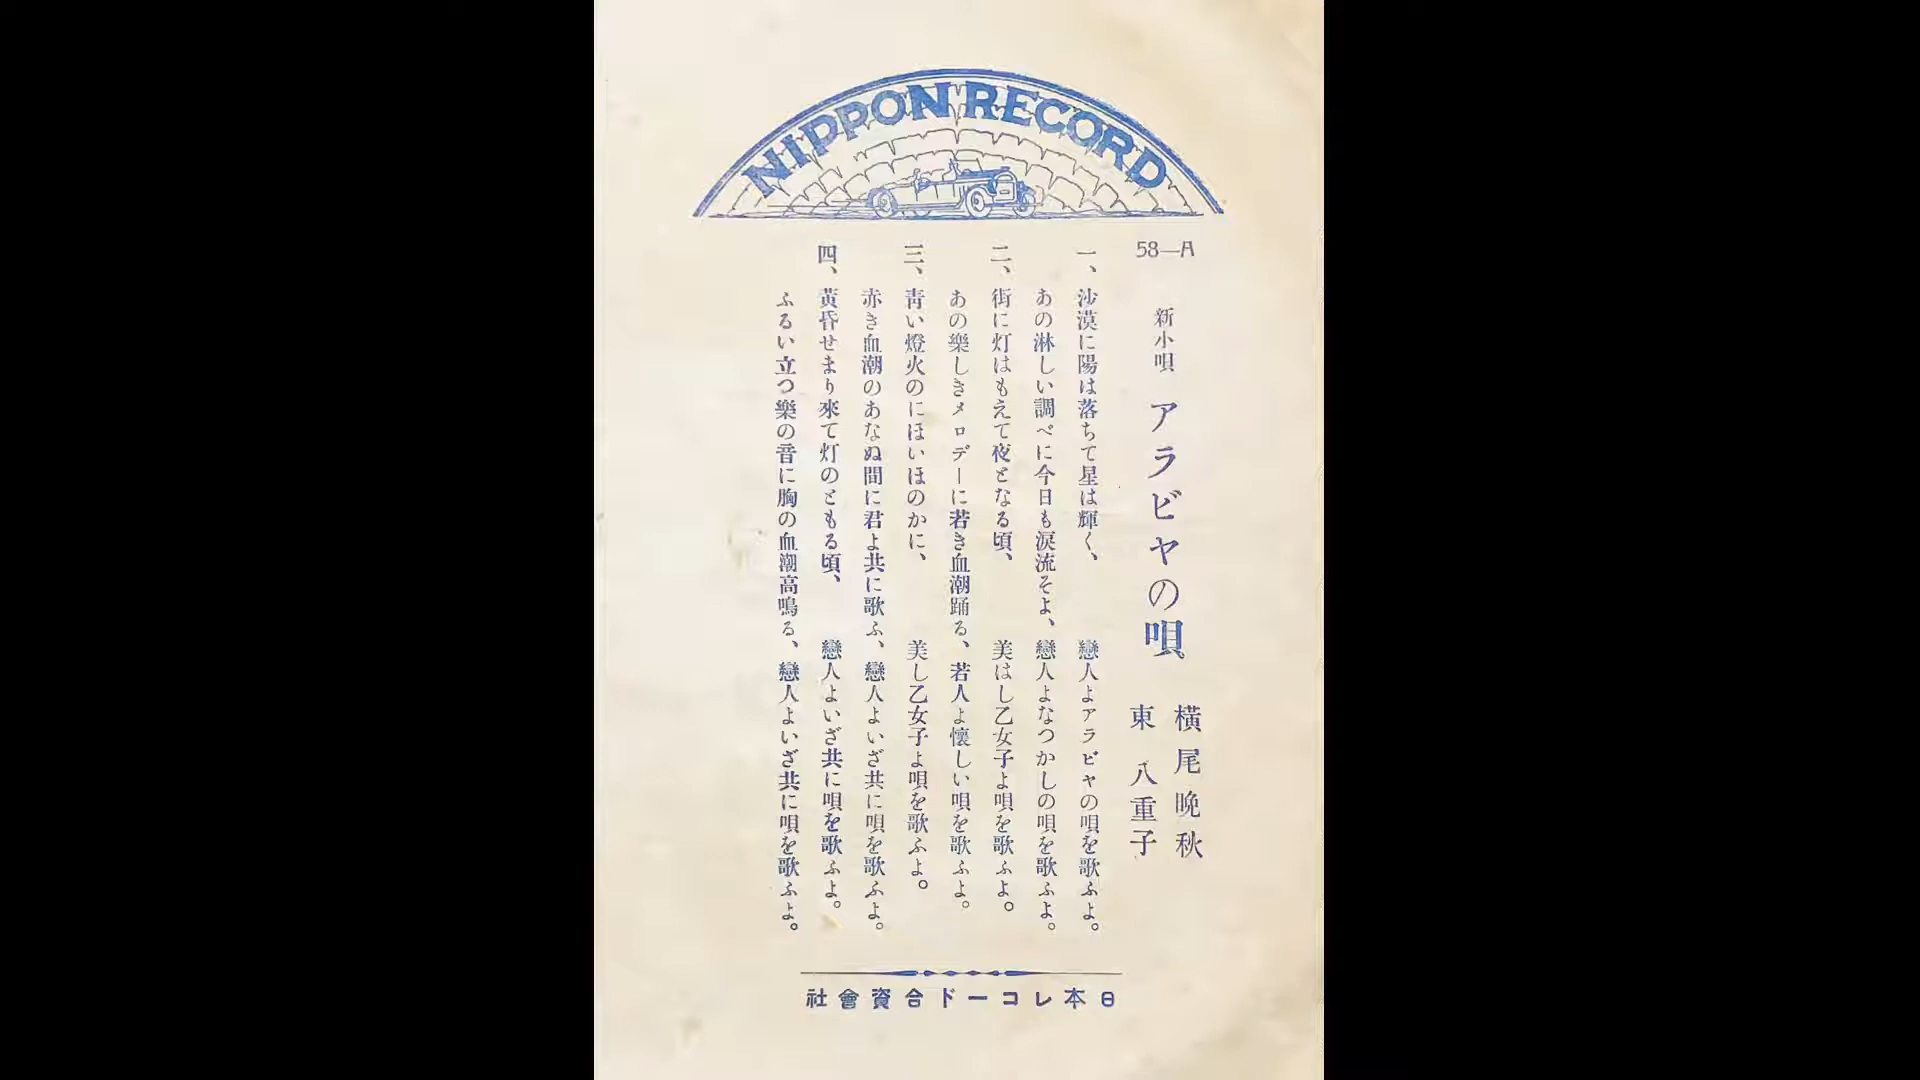 NIPPON RECORD
58—A
新小唄 アラビヤの唄
横尾晩秋
東八重子
一、沙漠に陽は落ちて星は輝く、 戀人よアラビヤの唄を歌ふよ。
あの淋しい調べに今日も涙流そよ、戀人よなつかしの唄を歌ふよ。
二、街に灯はもえて夜となる頃、 美はし乙女子よ唄を歌ふよ。
あの樂しきメロデーに若き血潮踊る、若人よ懷しい唄を歌ふよ。
三、靑い燈火のにほいほのかに、 美し乙女子よ唄を歌ふよ。
赤き血潮のあなぬ間に君よ共に歌ふ、戀人よいざ共に唄を歌ふよ。
四、黄昏せまり來て灯のともる頃、 戀人よいざ共に唄を歌ふよ。
ふるい立つ樂の音に胸の血潮高鳴る、戀人よいざ共に唄を歌ふよ。
社會資合ドーコレ本日